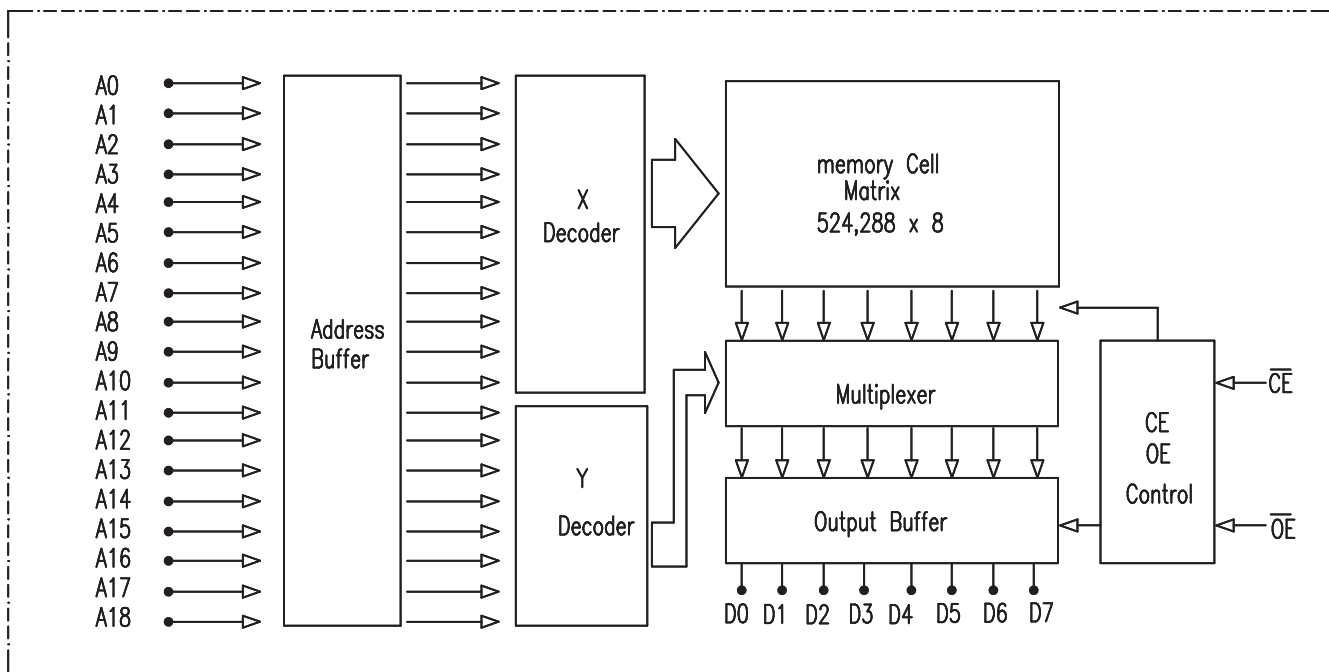 A0
A1
A2
A3
A4
A5
A6
A7
A8
A9
A10
A11
A12
A13
A14
A15
A16
A17
A18
Address
Buffer
X
Decoder
Y
Decoder
memory Cell
Matrix
524,288 x 8
Multiplexer
Output Buffer
D0 D1 D2 D3 D4 D5 D6 D7
CE
OE
Control
C̅E̅
O̅E̅